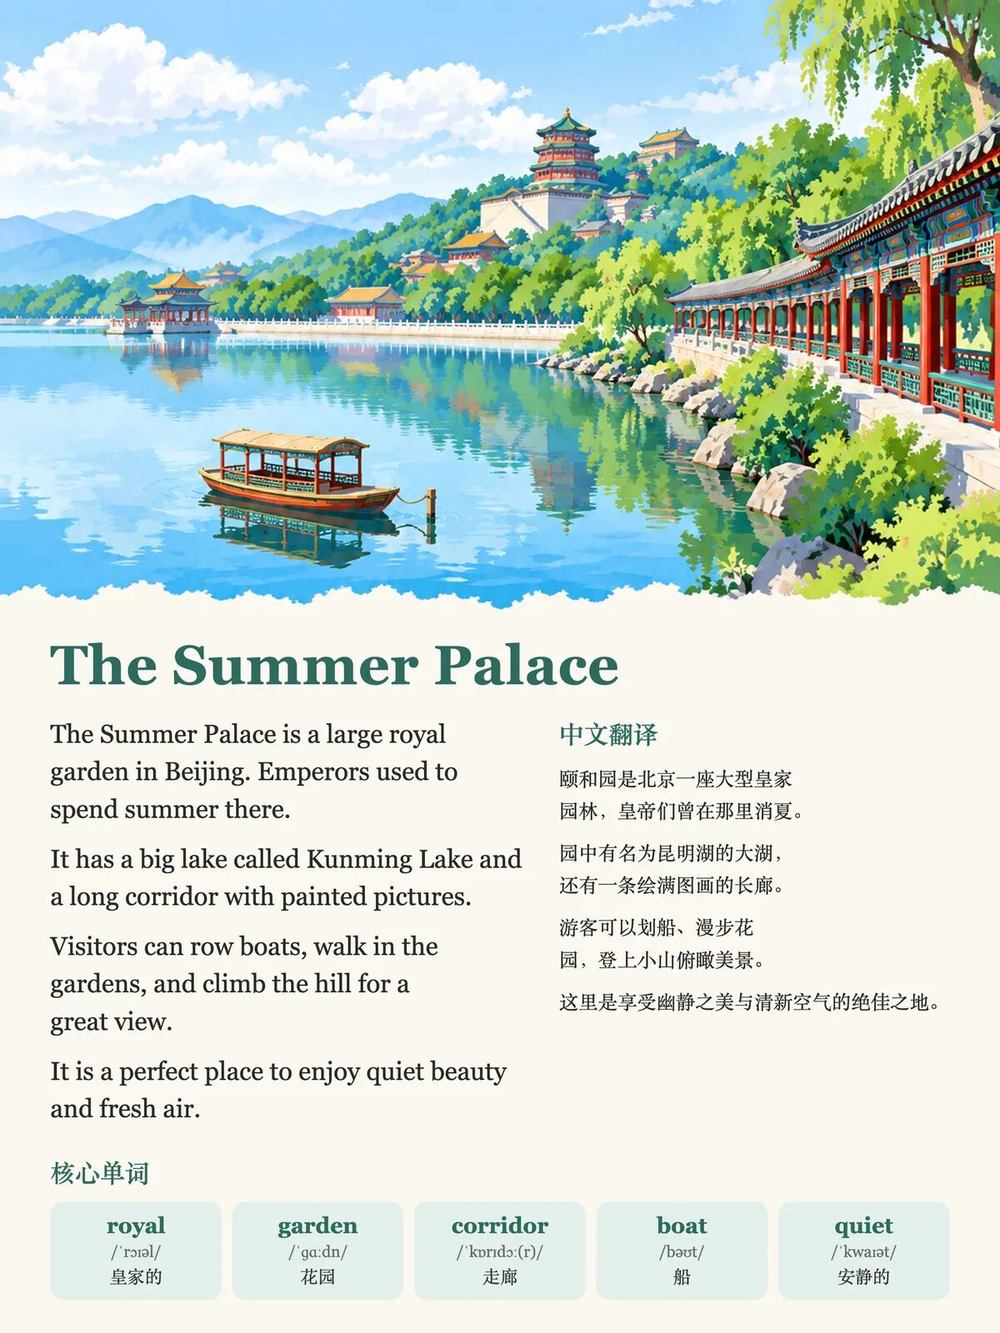 The Summer Palace
The Summer Palace is a large royal
garden in Beijing. Emperors used to
spend summer there.
It has a big lake called Kunming Lake and
a long corridor with painted pictures.
Visitors can row boats, walk in the
gardens, and climb the hill for a
great view.
It is a perfect place to enjoy quiet beauty
and fresh air.
中文翻译
颐和园是北京一座大型皇家
园林，皇帝们曾在那里消夏。
园中有名为昆明湖的大湖，
还有一条绘满图画的长廊。
游客可以划船、漫步花
园，登上小山俯瞰美景。
这里是享受幽静之美与清新空气的绝佳之地。
核心单词
royal
/ˈrɔɪəl/
皇家的
garden
/ˈɡɑːdn/
花园
corridor
/ˈkɒrɪdɔː(r)/
走廊
boat
/bəʊt/
船
quiet
/ˈkwaɪət/
安静的